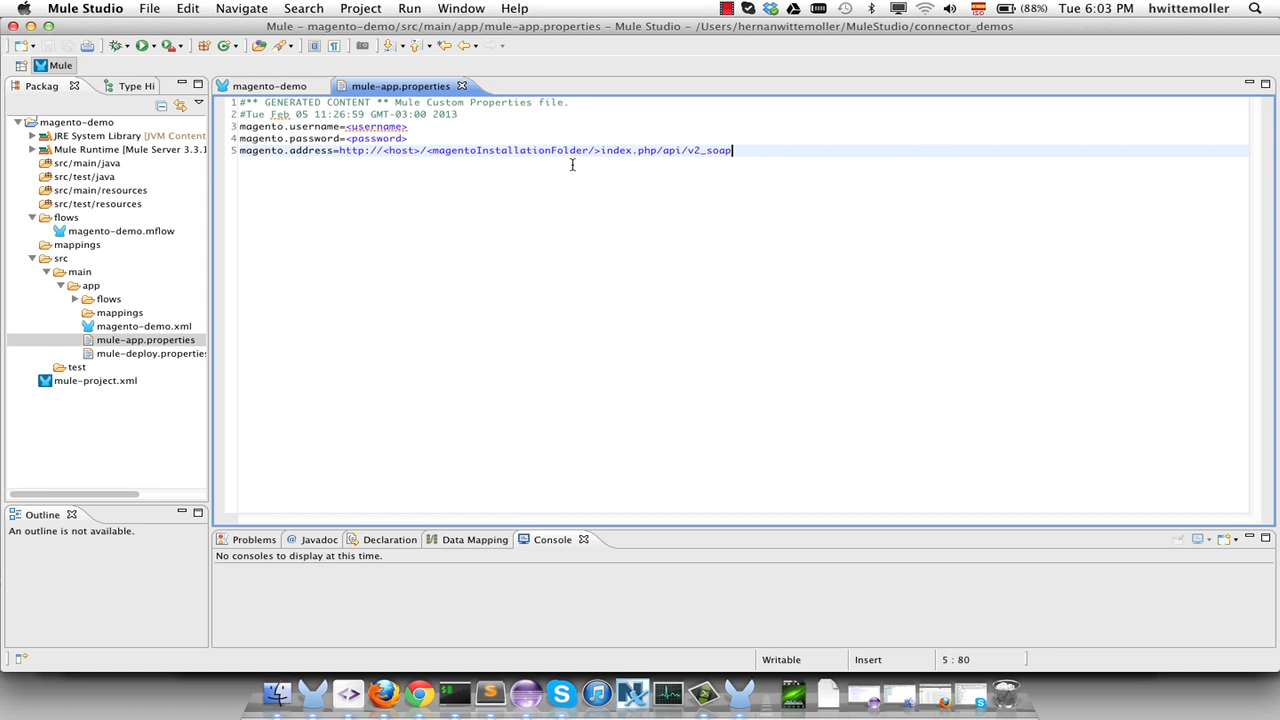 Mule Studio File Edit Navigate Search Project Run Window Help (88%) Tue 6:03 PM hwittemoller
Mule - magento-demo/src/main/app/mule-app.properties - Mule Studio - /Users/hernanwittemoller/MuleStudio/connector_demos
Mule
Packag Type Hi
magento-demo mule-app.properties
magento-demo
JRE System Library [JVM Content
Mule Runtime [Mule Server 3.3.1
src/main/java
src/test/java
src/main/resources
src/test/resources
flows
magento-demo.mflow
mappings
src
main
app
flows
mappings
magento-demo.xml
mule-app.properties
mule-deploy.properties
test
mule-project.xml
1 #** GENERATED CONTENT ** Mule Custom Properties file.
2 #Tue Feb 05 11:26:59 GMT-03:00 2013
3 magento.username=<username>
4 magento.password=<password>
5 magento.address=http://<host>/<magentoInstallationFolder/>index.php/api/v2_soap
Outline
An outline is not available.
Problems Javadoc Declaration Data Mapping Console
No consoles to display at this time.
Writable Insert 5 : 80